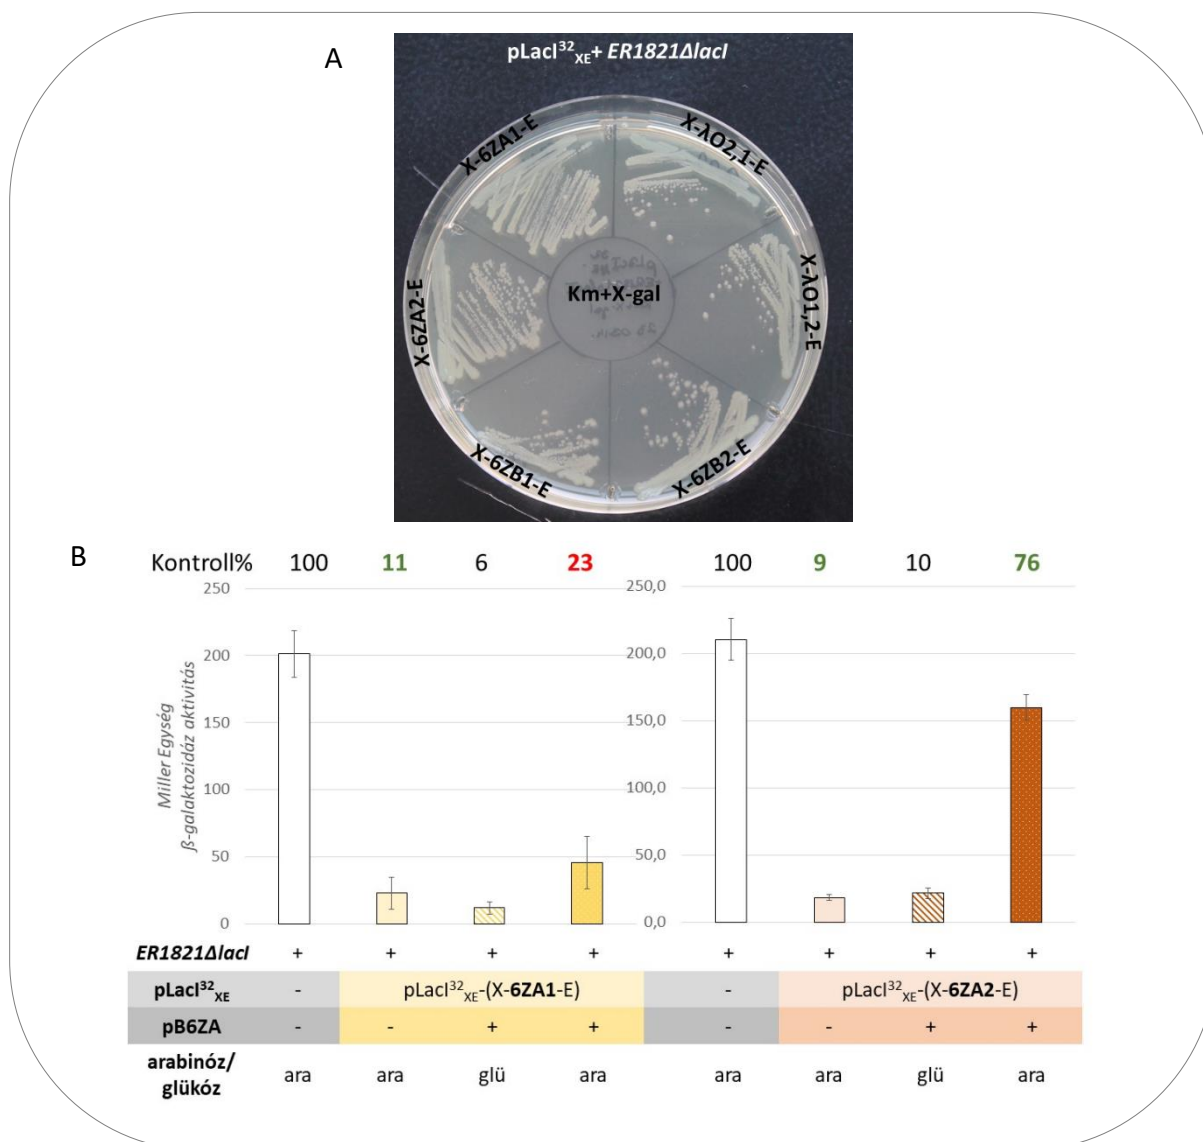 A
pLacI³²XE+ ER1821ΔlacI
X-6ZA1-E
X-λO2,1-E
X-6ZA2-E
Km+X-gal
X-λO1,2-E
X-6ZB1-E
X-6ZB2-E
B
Kontroll% 100 11 6 23 100 9 10 76
250 250,0
200 200,0
150 150,0
100 100,0
50 50,0
0 0,0
Miller Egység
ß-galaktozidáz aktivitás
ER1821ΔlacI + + + + + + + +
pLacI³²XE - pLacI³²XE-(X-6ZA1-E) - pLacI³²XE-(X-6ZA2-E)
pB6ZA - - + + - - + +
arabinóz/
glükóz ara ara glü ara ara ara glü ara